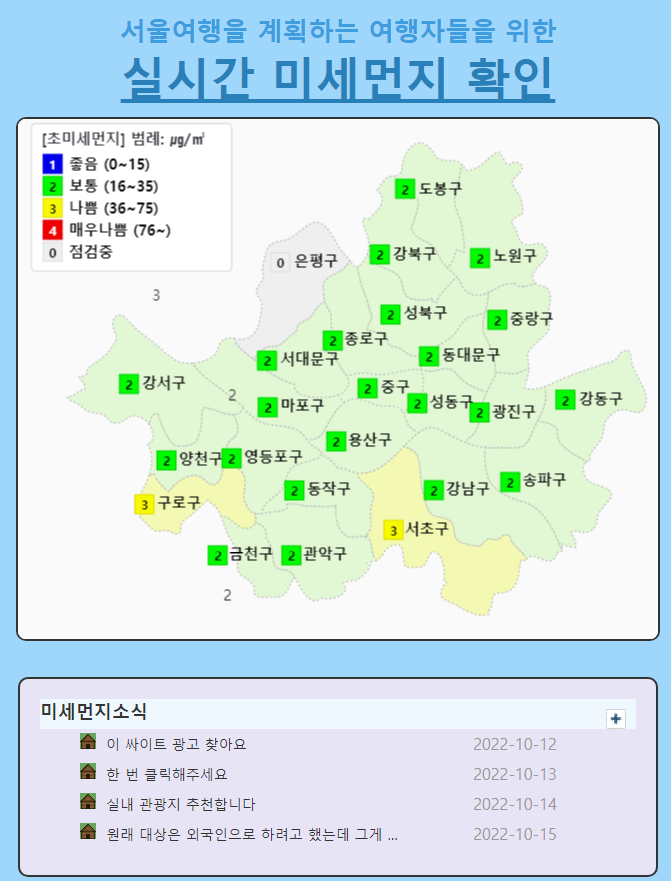 서울여행을 계획하는 여행자들을 위한
실시간 미세먼지 확인
[초미세먼지] 범례: ㎍/㎥
1 좋음 (0~15)
2 보통 (16~35)
3 나쁨 (36~75)
4 매우나쁨 (76~)
0 점검중
2 도봉구
0 은평구
2 강북구
2 노원구
3
2 성북구
2 중랑구
2 종로구
2 서대문구
2 동대문구
2 강서구
2
2 중구
2 마포구
2 성동구
2 광진구
2 강동구
2 용산구
2 양천구
2 영등포구
2 동작구
2 강남구
2 송파구
3 구로구
3 서초구
2 금천구
2 관악구
2
미세먼지소식
이 싸이트 광고 찾아요 2022-10-12
한 번 클릭해주세요 2022-10-13
실내 관광지 추천합니다 2022-10-14
원래 대상은 외국인으로 하려고 했는데 그게 ... 2022-10-15